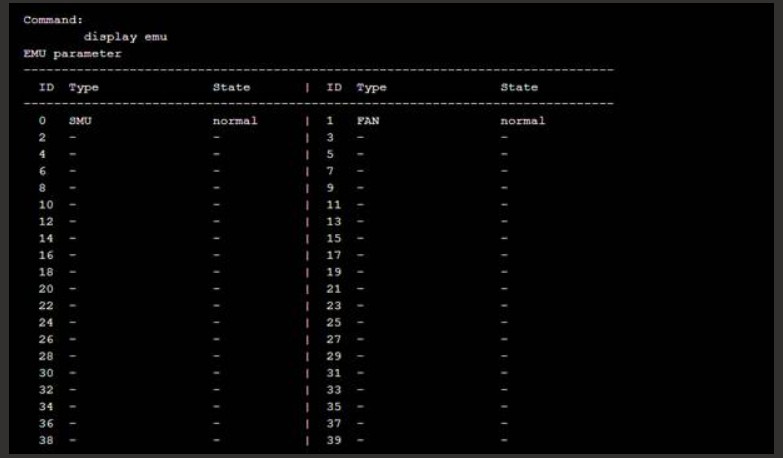 Command:
display emu
EMU parameter
--------------------------------------------------------------------------------
ID Type State | ID Type State
--------------------------------------------------------------------------------
0 SMU normal | 1 FAN normal
2 - - | 3 - -
4 - - | 5 - -
6 - - | 7 - -
8 - - | 9 - -
10 - - | 11 - -
12 - - | 13 - -
14 - - | 15 - -
16 - - | 17 - -
18 - - | 19 - -
20 - - | 21 - -
22 - - | 23 - -
24 - - | 25 - -
26 - - | 27 - -
28 - - | 29 - -
30 - - | 31 - -
32 - - | 33 - -
34 - - | 35 - -
36 - - | 37 - -
38 - - | 39 - -